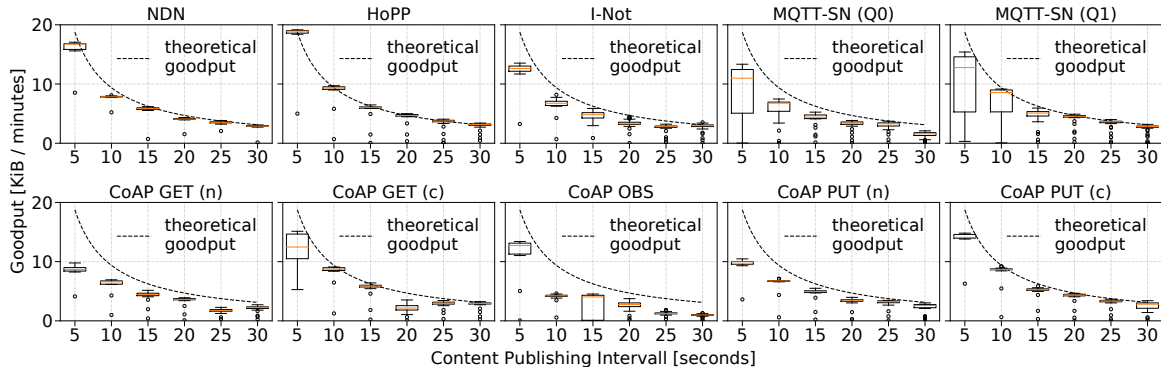 NDN HoPP I-Not MQTT-SN (Q0) MQTT-SN (Q1)
20
10
0
theoretical goodput
theoretical goodput
theoretical goodput
theoretical goodput
theoretical goodput
5 10 15 20 25 30 5 10 15 20 25 30 5 10 15 20 25 30 5 10 15 20 25 30 5 10 15 20 25 30
Goodput [KiB / minutes]
CoAP GET (n) CoAP GET (c) CoAP OBS CoAP PUT (n) CoAP PUT (c)
20
10
0
theoretical goodput
theoretical goodput
theoretical goodput
theoretical goodput
theoretical goodput
5 10 15 20 25 30 5 10 15 20 25 30 5 10 15 20 25 30 5 10 15 20 25 30 5 10 15 20 25 30
Content Publishing Intervall [seconds]